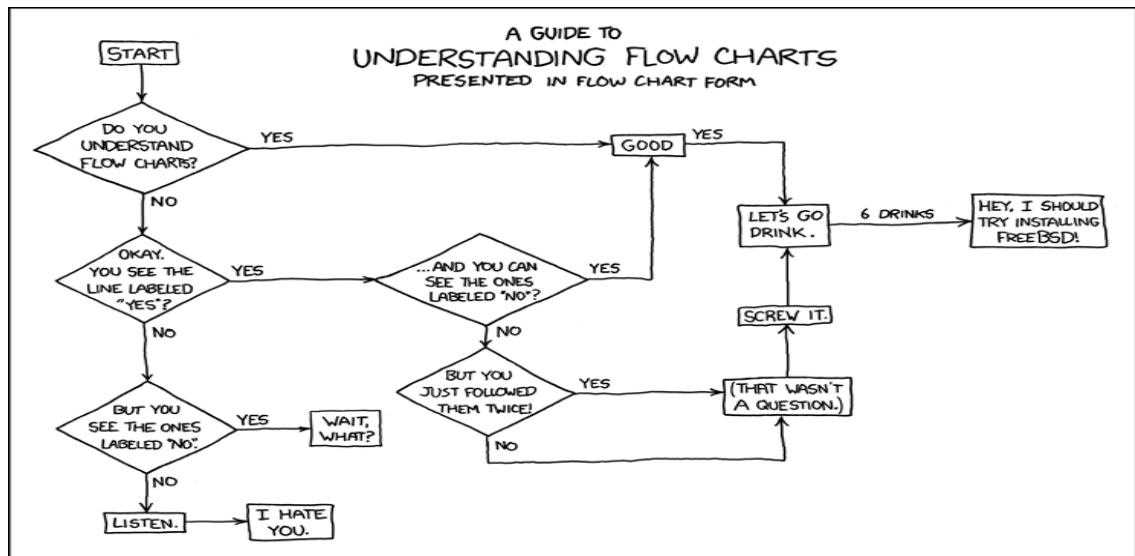 A GUIDE TO
UNDERSTANDING FLOW CHARTS
PRESENTED IN FLOW CHART FORM
START
DO YOU
UNDERSTAND
FLOW CHARTS?
YES
GOOD
YES
NO
LET'S GO
DRINK.
6 DRINKS
HEY, I SHOULD
TRY INSTALLING
FREEBSD!
OKAY.
YOU SEE THE
LINE LABELED
"YES"?
YES
...AND YOU CAN
SEE THE ONES
LABELED "NO"?
YES
NO
NO
SCREW IT.
BUT YOU
JUST FOLLOWED
THEM TWICE!
YES
(THAT WASN'T
A QUESTION.)
NO
BUT YOU
SEE THE ONES
LABELED "NO".
YES
WAIT,
WHAT?
NO
LISTEN.
I HATE
YOU.